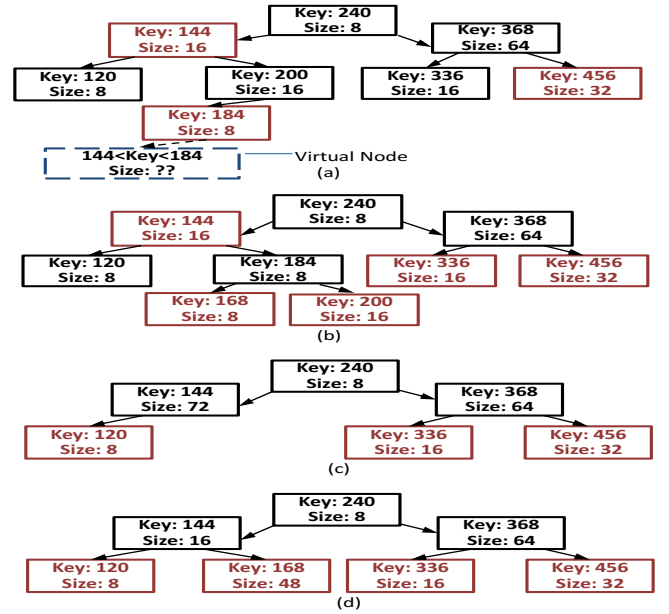 Key: 240
Size: 8
Key: 144
Size: 16
Key: 368
Size: 64
Key: 120
Size: 8
Key: 200
Size: 16
Key: 336
Size: 16
Key: 456
Size: 32
Key: 184
Size: 8
144<Key<184
Size: ??
Virtual Node
(a)
Key: 240
Size: 8
Key: 144
Size: 16
Key: 368
Size: 64
Key: 120
Size: 8
Key: 184
Size: 8
Key: 336
Size: 16
Key: 456
Size: 32
Key: 168
Size: 8
Key: 200
Size: 16
(b)
Key: 240
Size: 8
Key: 144
Size: 72
Key: 368
Size: 64
Key: 120
Size: 8
Key: 336
Size: 16
Key: 456
Size: 32
(c)
Key: 240
Size: 8
Key: 144
Size: 16
Key: 368
Size: 64
Key: 120
Size: 8
Key: 168
Size: 48
Key: 336
Size: 16
Key: 456
Size: 32
(d)